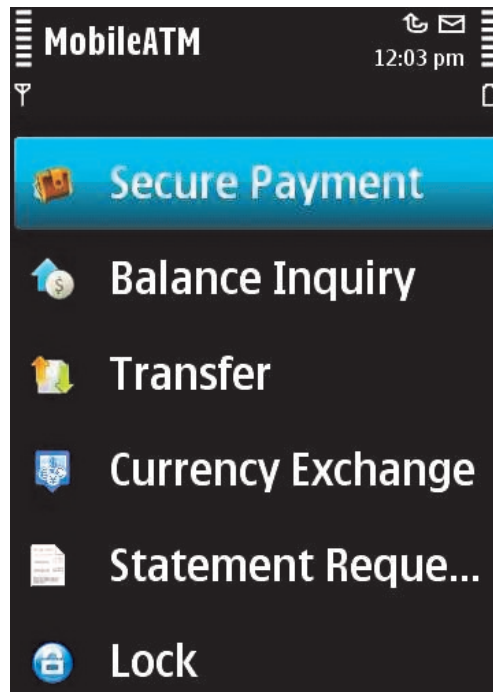 MobileATM
12:03 pm
Secure Payment
Balance Inquiry
Transfer
Currency Exchange
Statement Reque...
Lock